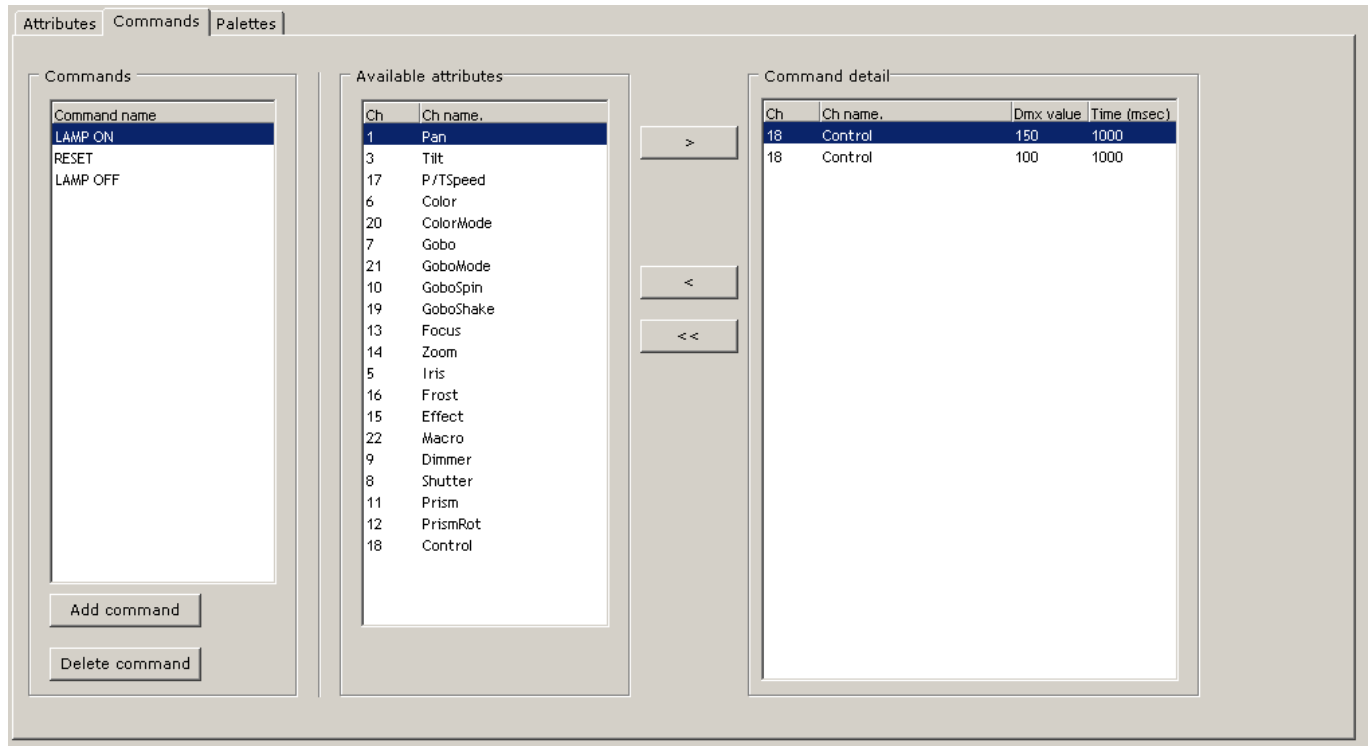 Attributes Commands Palettes
Commands
Command name
LAMP ON
RESET
LAMP OFF
Add command
Delete command
Available attributes
Ch Ch name.
1 Pan
3 Tilt
17 P/TSpeed
6 Color
20 ColorMode
7 Gobo
21 GoboMode
10 GoboSpin
19 GoboShake
13 Focus
14 Zoom
5 Iris
16 Frost
15 Effect
22 Macro
9 Dimmer
8 Shutter
11 Prism
12 PrismRot
18 Control
>
<
<<
Command detail
Ch Ch name. Dmx value Time (msec)
18 Control 150 1000
18 Control 100 1000